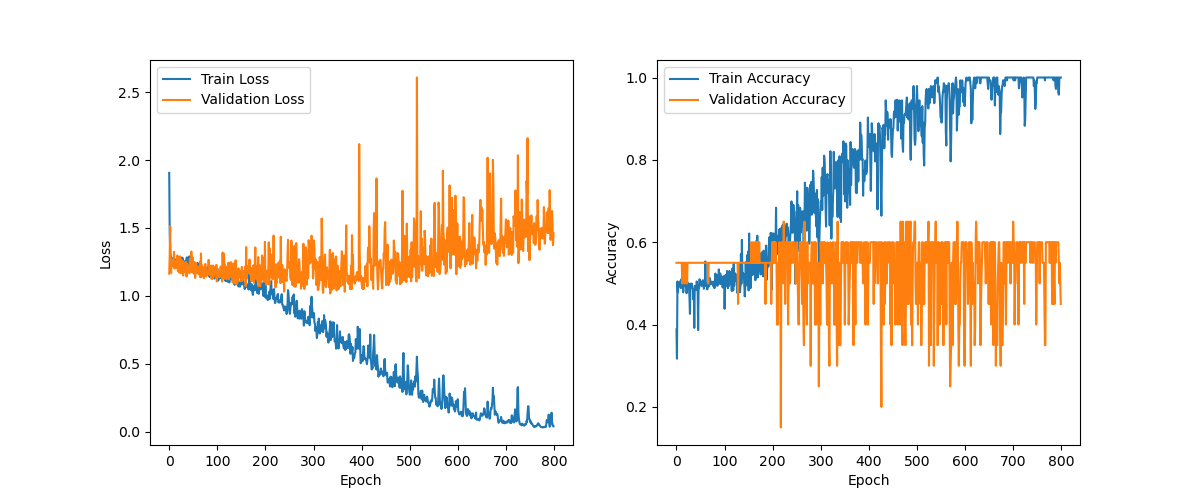 Train Loss
Validation Loss
2.5
2.0
1.5
1.0
0.5
0.0
Loss
0 100 200 300 400 500 600 700 800
Epoch
Train Accuracy
Validation Accuracy
1.0
0.8
0.6
0.4
0.2
Accuracy
0 100 200 300 400 500 600 700 800
Epoch